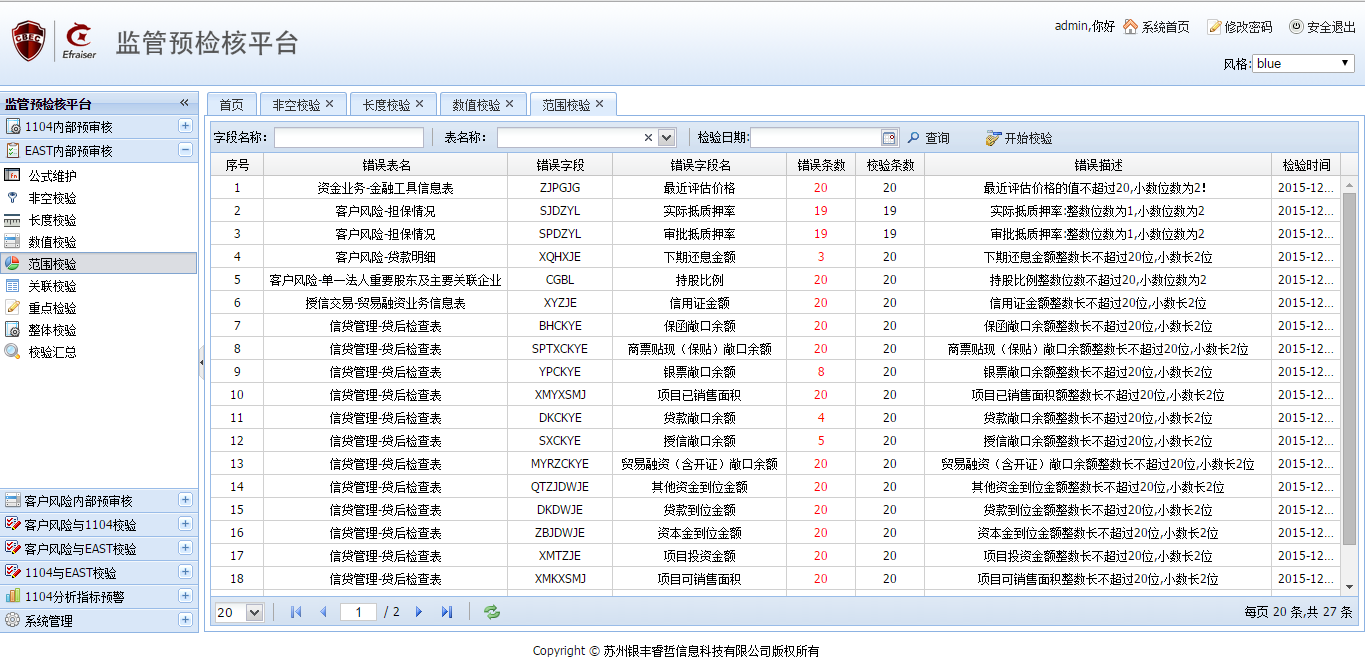 CBEC Efraiser 监管预检核平台
admin,你好 系统首页 修改密码 安全退出
风格: blue
监管预检核平台
1104内部预审核
EAST内部预审核
公式维护
非空校验
长度校验
数值校验
范围校验
关联校验
重点检验
整体校验
校验汇总
客户风险内部预审核
客户风险与1104校验
客户风险与EAST校验
1104与EAST校验
1104分析指标预警
系统管理
首页 非空校验 长度校验 数值校验 范围校验
字段名称: 表名称: 检验日期: 查询 开始校验
序号 错误表名 错误字段 错误字段名 错误条数 校验条数 错误描述 检验时间
1 资金业务-金融工具信息表 ZJPGJG 最近评估价格 20 20 最近评估价格的值不超过20,小数位数为2! 2015-12...
2 客户风险-担保情况 SJDZYL 实际抵质押率 19 19 实际抵质押率:整数位数为1,小数位数为2 2015-12...
3 客户风险-担保情况 SPDZYL 审批抵质押率 19 19 审批抵质押率:整数位数为1,小数位数为2 2015-12...
4 客户风险-贷款明细 XQHXJE 下期还息金额 3 20 下期还息金额整数长不超过20位,小数长2位 2015-12...
5 客户风险-单一法人重要股东及主要关联企业 CGBL 持股比例 20 20 持股比例整数位数不超过20,小数位数为2 2015-12...
6 授信交易-贸易融资业务信息表 XYZJE 信用证金额 20 20 信用证金额整数长不超过20位,小数长2位 2015-12...
7 信贷管理-贷后检查表 BHCKYE 保函敞口余额 20 20 保函敞口余额整数长不超过20位,小数长2位 2015-12...
8 信贷管理-贷后检查表 SPTXCKYE 商票贴现（保贴）敞口余额 20 20 商票贴现（保贴）敞口余额整数长不超过20位,小数长2位 2015-12...
9 信贷管理-贷后检查表 YPCKYE 银票敞口余额 8 20 银票敞口余额整数长不超过20位,小数长2位 2015-12...
10 信贷管理-贷后检查表 XMYXSMJ 项目已销售面积 20 20 项目已销售面积额整数长不超过20位,小数长2位 2015-12...
11 信贷管理-贷后检查表 DKCKYE 贷款敞口余额 4 20 贷款敞口余额整数长不超过20位,小数长2位 2015-12...
12 信贷管理-贷后检查表 SXCKYE 授信敞口余额 5 20 授信敞口余额整数长不超过20位,小数长2位 2015-12...
13 信贷管理-贷后检查表 MYRZCKYE 贸易融资（含开证）敞口余额 20 20 贸易融资（含开证）敞口余额整数长不超过20位,小数长2位 2015-12...
14 信贷管理-贷后检查表 QTZJDWJE 其他资金到位金额 20 20 其他资金到位金额整数长不超过20位,小数长2位 2015-12...
15 信贷管理-贷后检查表 DKDWJE 贷款到位金额 20 20 贷款到位金额整数长不超过20位,小数长2位 2015-12...
16 信贷管理-贷后检查表 ZBJDWJE 资本金到位金额 20 20 资本金到位金额整数长不超过20位,小数长2位 2015-12...
17 信贷管理-贷后检查表 XMTZJE 项目投资金额 20 20 项目投资金额整数长不超过20位,小数长2位 2015-12...
18 信贷管理-贷后检查表 XMKXSMJ 项目可销售面积 20 20 项目可销售面积整数长不超过20位,小数长2位 2015-12...
20 1 / 2 每页 20 条,共 27 条
Copyright © 苏州银丰睿哲信息科技有限公司版权所有